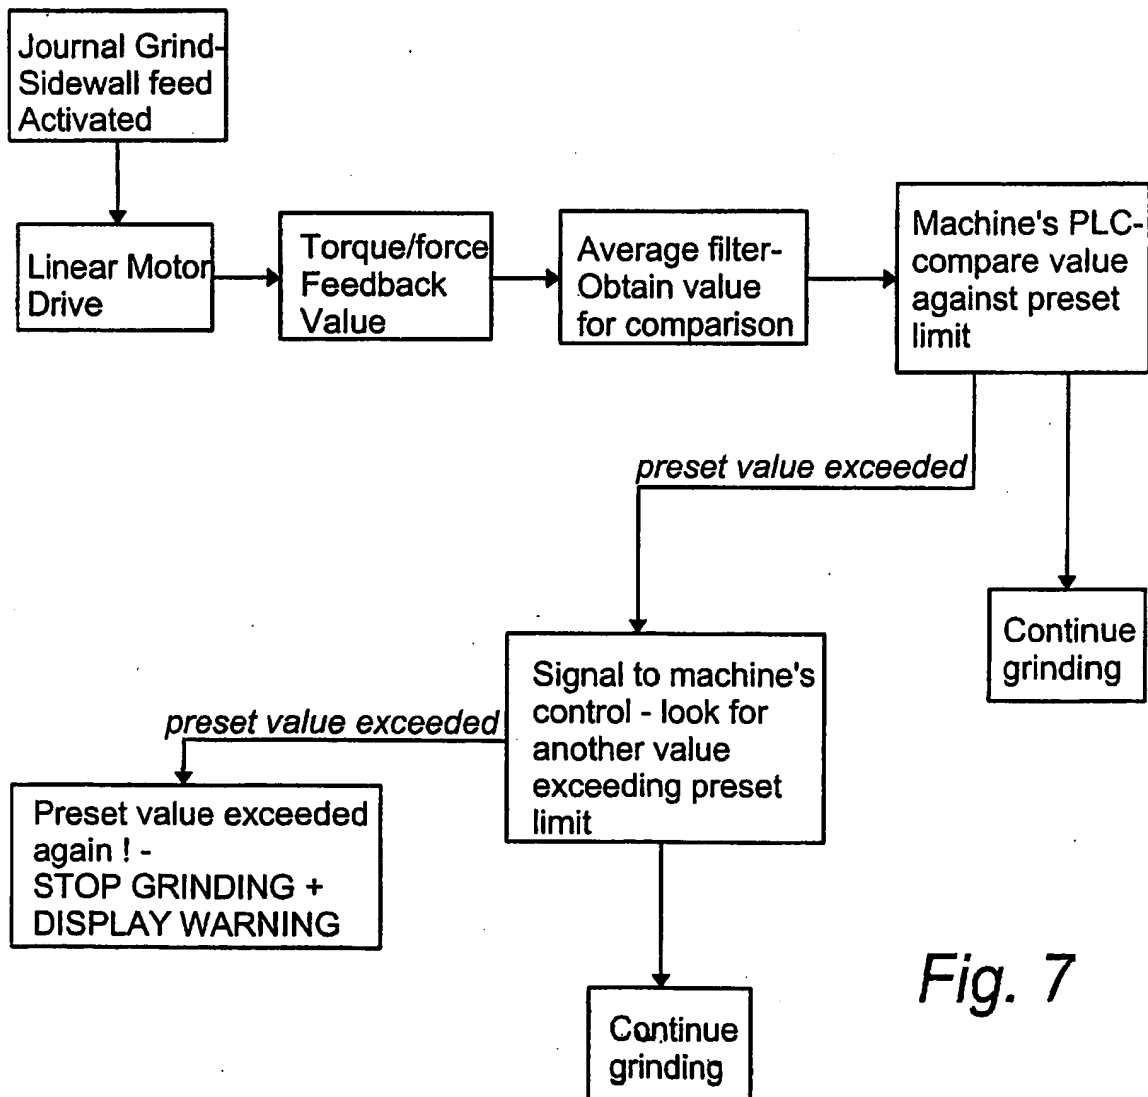 Journal Grind-
Sidewall feed
Activated
Linear Motor
Drive
Torque/force
Feedback
Value
Average filter-
Obtain value
for comparison
Machine's PLC-
compare value
against preset
limit
preset value exceeded
Continue
grinding
Signal to machine's
control - look for
another value
exceeding preset
limit
preset value exceeded
Preset value exceeded
again ! -
STOP GRINDING +
DISPLAY WARNING
Continue
grinding
Fig. 7